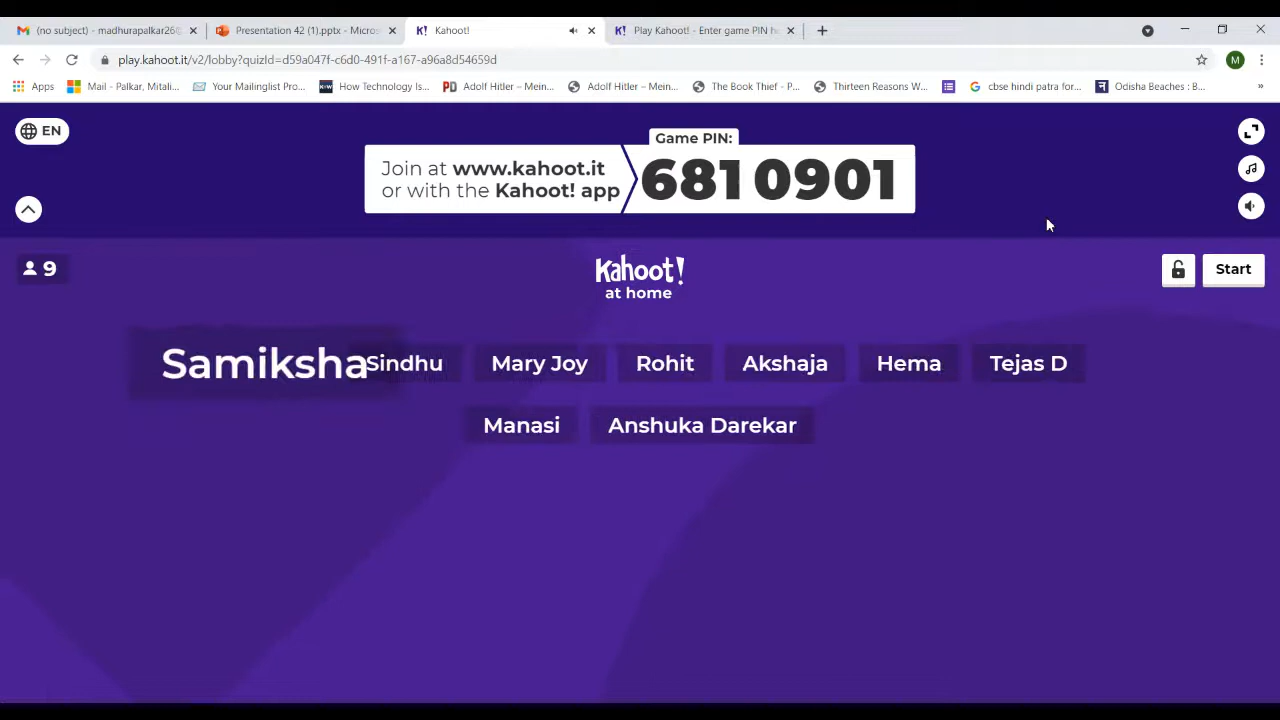 (no subject) - madhurapalkar26@
Presentation 42 (1).pptx - Micros
Kahoot!
Play Kahoot! - Enter game PIN h
play.kahoot.it/v2/lobby?quizId=d59a047f-c6d0-491f-a167-a96a8d54659d
M
Apps
Mail - Palkar, Mitali...
Your Mailinglist Pro...
How Technology Is...
Adolf Hitler – Mein...
Adolf Hitler – Mein...
The Book Thief - P...
Thirteen Reasons W...
cbse hindi patra for...
Odisha Beaches : B...
»
EN
Game PIN:
Join at www.kahoot.it
or with the Kahoot! app
681 0901
9
Kahoot!
at home
Start
Samiksha
Sindhu
Mary Joy
Rohit
Akshaja
Hema
Tejas D
Manasi
Anshuka Darekar